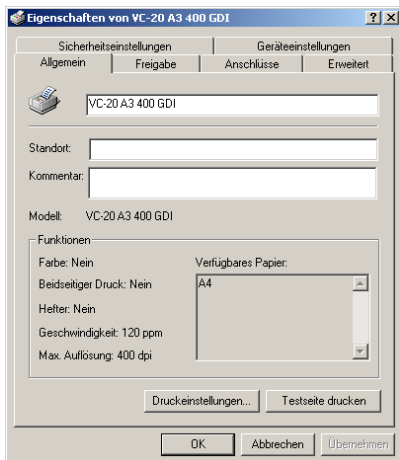 Eigenschaften von VC-20 A3 400 GDI
Sicherheitseinstellungen Geräteeinstellungen
Allgemein Freigabe Anschlüsse Erweitert
VC-20 A3 400 GDI
Standort:
Kommentar:
Modell: VC-20 A3 400 GDI
Funktionen
Farbe: Nein Verfügbares Papier:
Beidseitiger Druck: Nein A4
Hefter: Nein
Geschwindigkeit: 120 ppm
Max. Auflösung: 400 dpi
Druckeinstellungen... Testseite drucken
OK Abbrechen Übernehmen